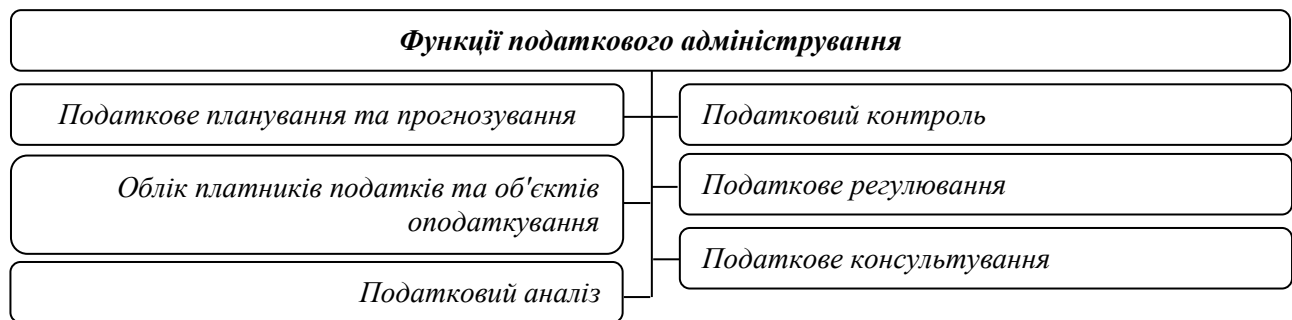 Функції податкового адміністрування
Податкове планування та прогнозування
Облік платників податків та об'єктів
оподаткування
Податковий аналіз
Податковий контроль
Податкове регулювання
Податкове консультування